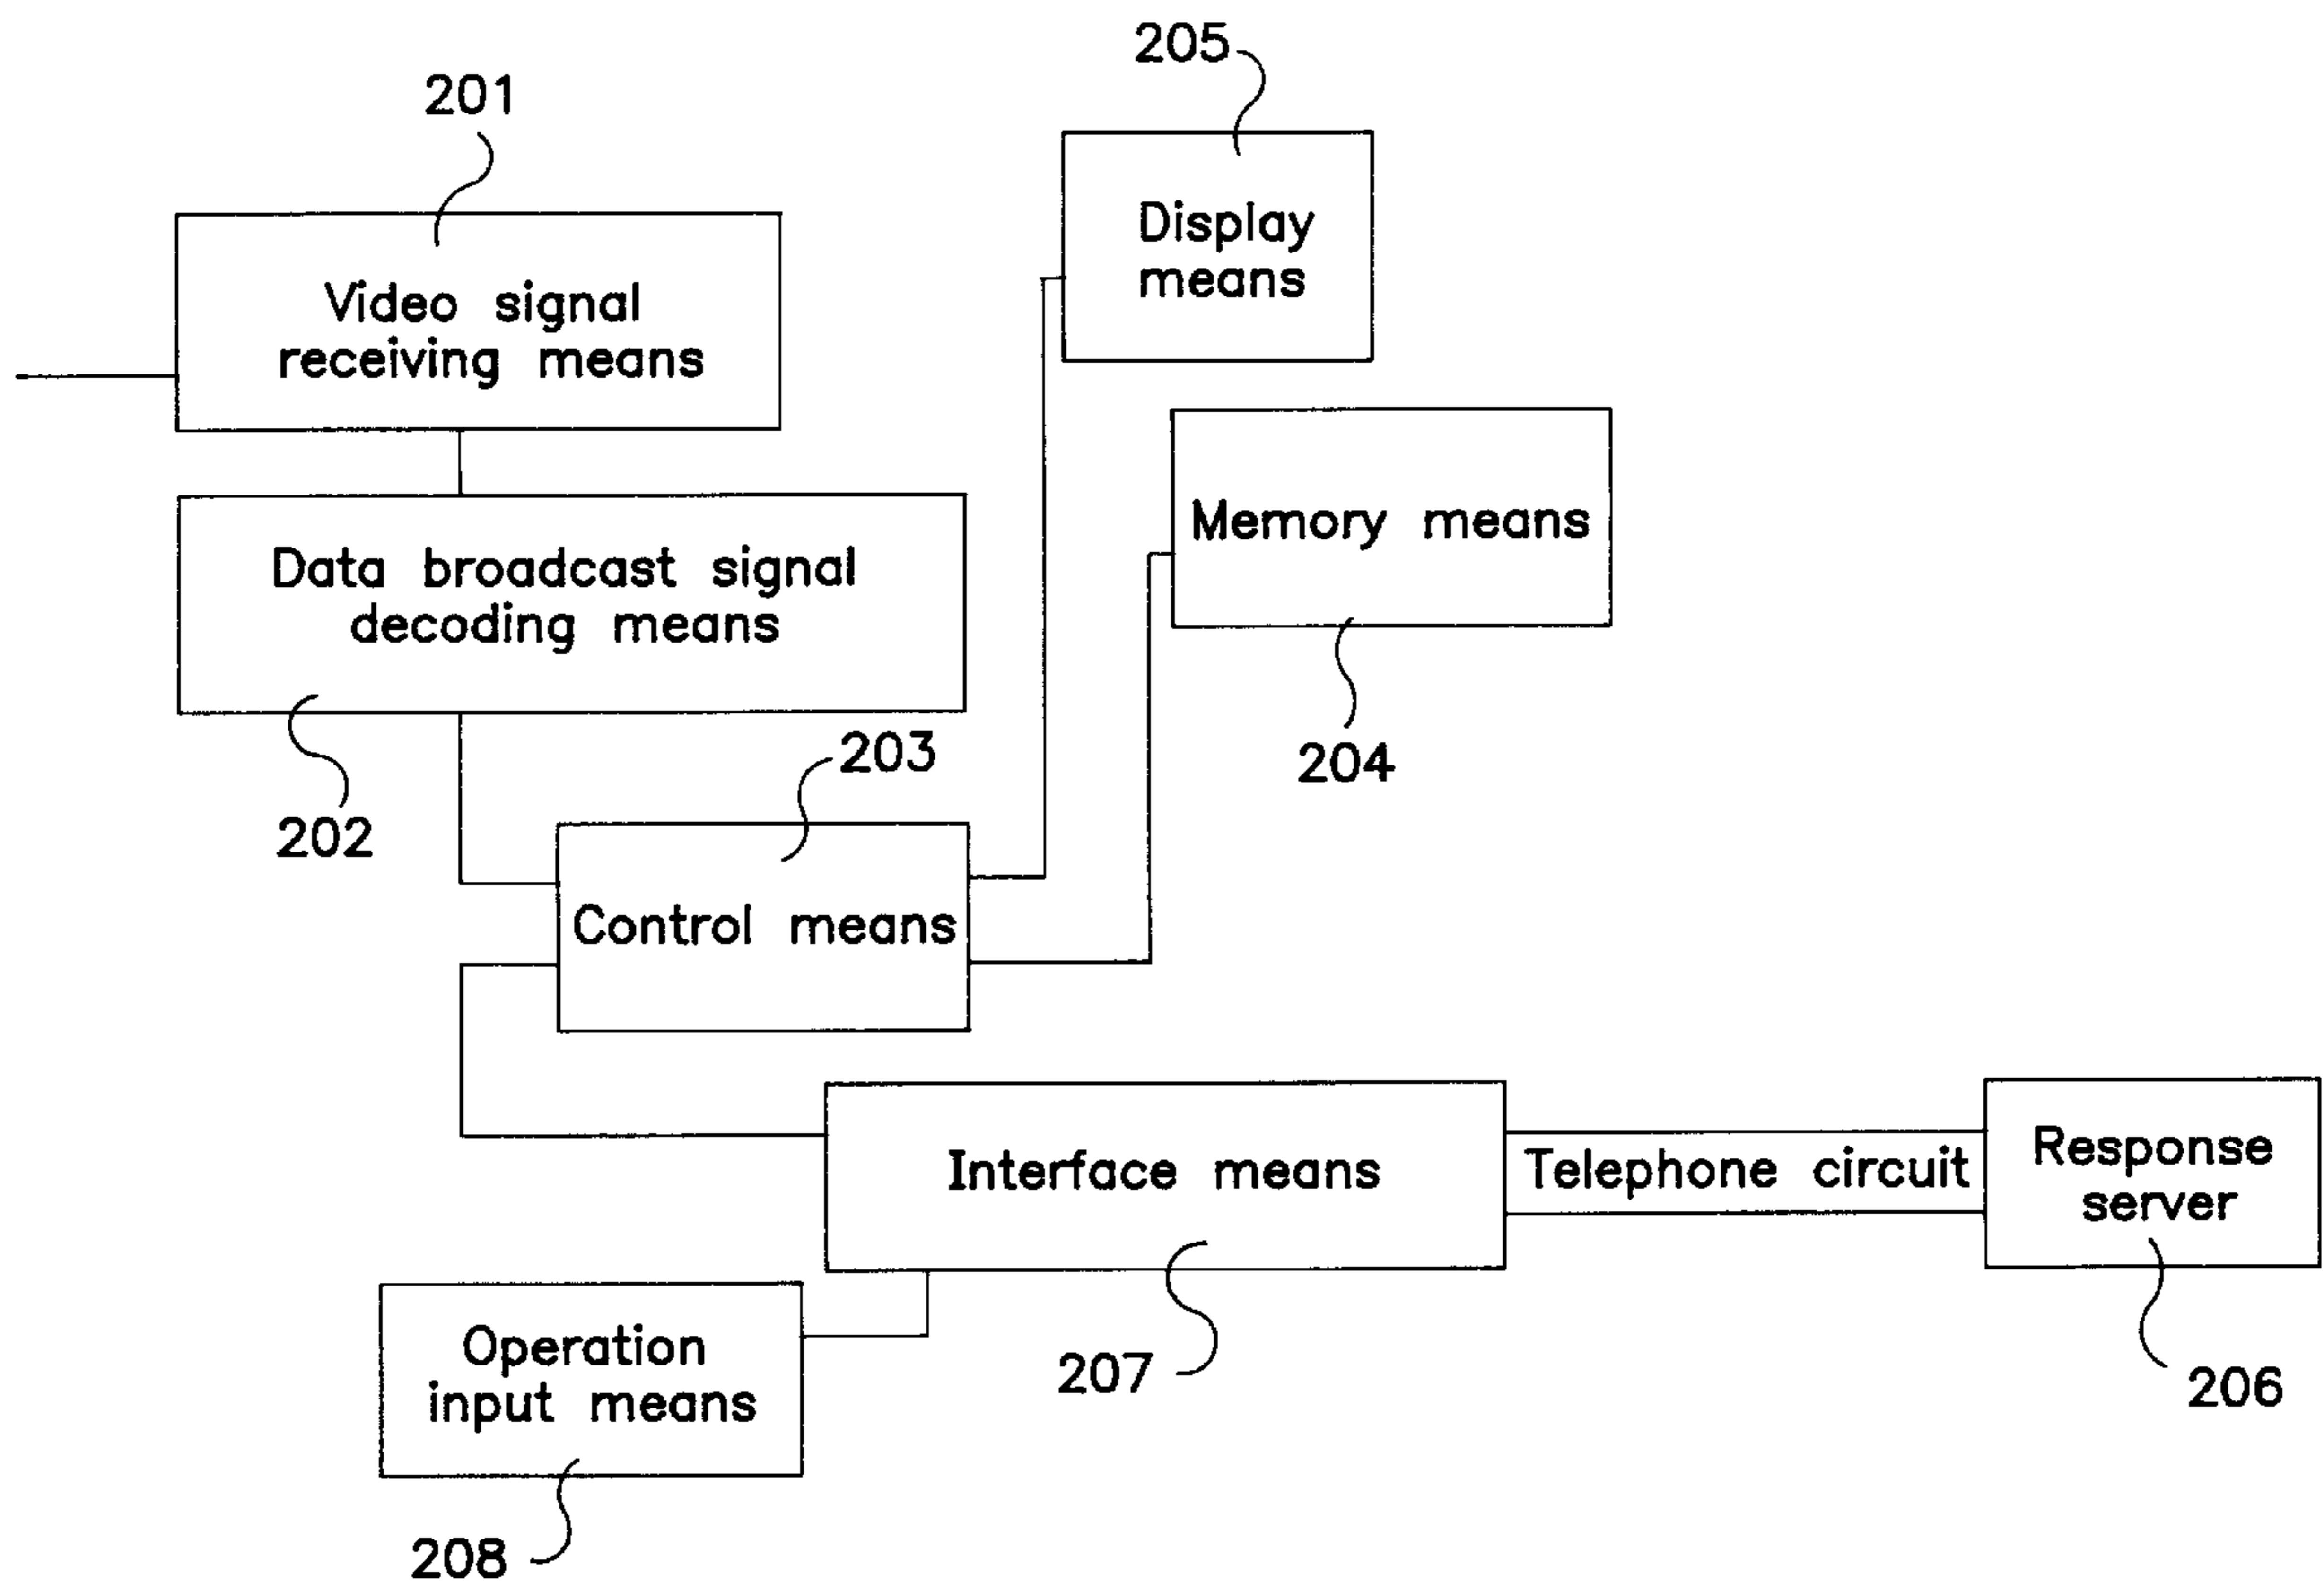 205
201
Display
means
Video signal
receiving means
Memory means
Data broadcast signal
decoding means
203
204
202
Control means
Interface means
Telephone circuit
Response
server
Operation
input means
207
206
208